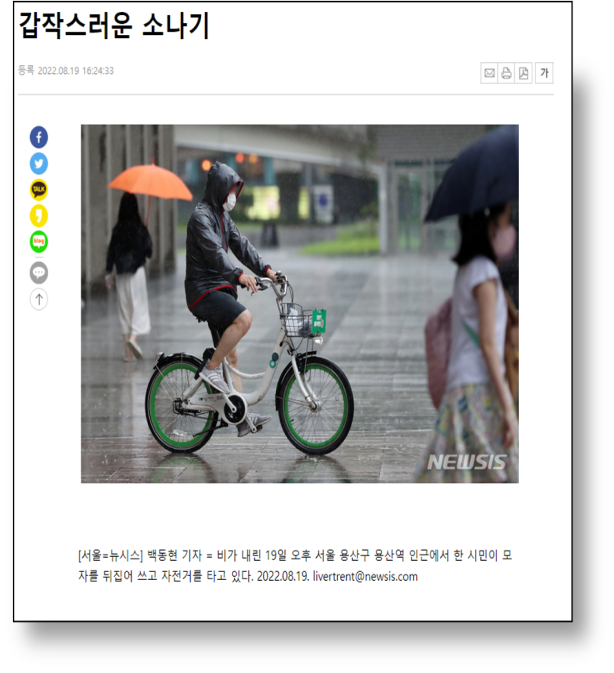 갑작스러운 소나기
등록 2022.08.19 16:24:33
가
f
TALK
blog
NEWSIS
[서울=뉴시스] 백동현 기자 = 비가 내린 19일 오후 서울 용산구 용산역 인근에서 한 시민이 모
자를 뒤집어 쓰고 자전거를 타고 있다. 2022.08.19. livertrent@newsis.com